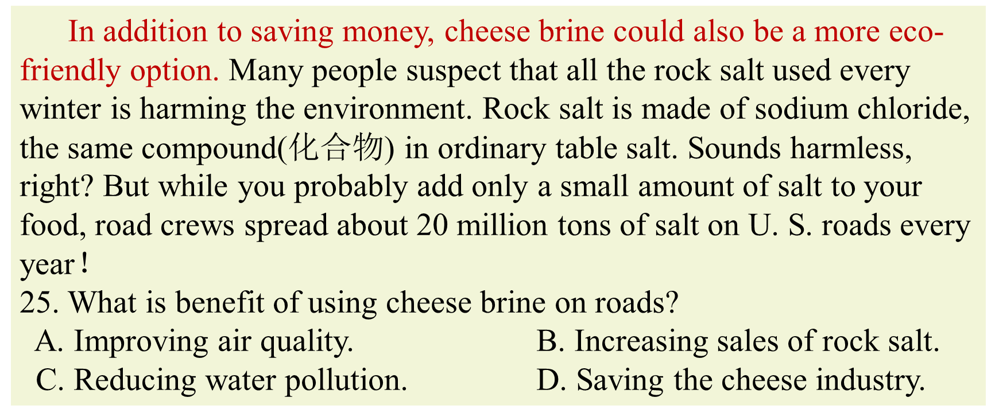 In addition to saving money, cheese brine could also be a more eco-
friendly option. Many people suspect that all the rock salt used every
winter is harming the environment. Rock salt is made of sodium chloride,
the same compound(化合物) in ordinary table salt. Sounds harmless,
right? But while you probably add only a small amount of salt to your
food, road crews spread about 20 million tons of salt on U. S. roads every
year！
25. What is benefit of using cheese brine on roads?
A. Improving air quality. B. Increasing sales of rock salt.
C. Reducing water pollution. D. Saving the cheese industry.